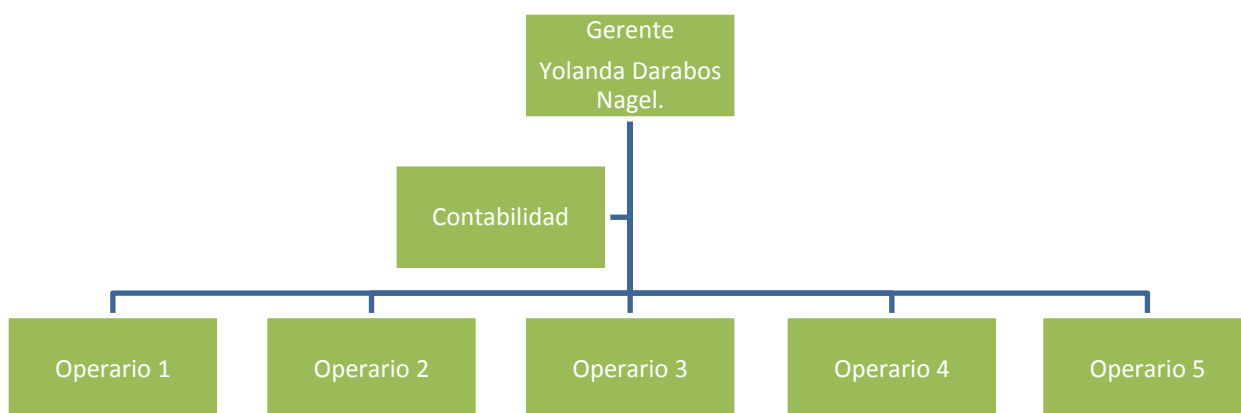 Gerente
Yolanda Darabos
Nagel.
Contabilidad
Operario 1
Operario 2
Operario 3
Operario 4
Operario 5